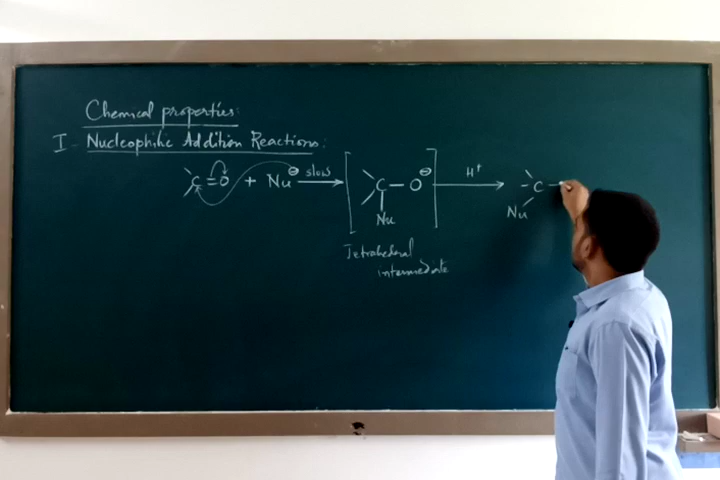 Chemical properties:
I - Nucleophilic Addition Reactions:
C = O + Nu⊖ slow C - O⊖ H⁺ C -
Nu Nu
Tetrahedral
intermediate